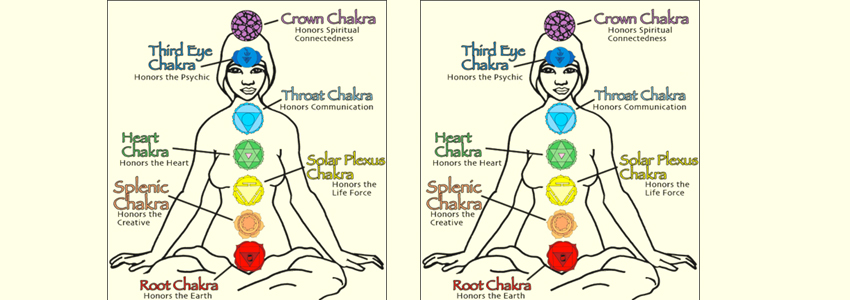 Crown Chakra
Honors Spiritual
Connectedness
Third Eye
Chakra
Honors the Psychic
Throat Chakra
Honors Communication
Heart
Chakra
Honors the Heart
Solar Plexus
Chakra
Honors the
Life Force
Splenic
Chakra
Honors the
Creative
Root Chakra
Honors the Earth
Crown Chakra
Honors Spiritual
Connectedness
Third Eye
Chakra
Honors the Psychic
Throat Chakra
Honors Communication
Heart
Chakra
Honors the Heart
Solar Plexus
Chakra
Honors the
Life Force
Splenic
Chakra
Honors the
Creative
Root Chakra
Honors the Earth